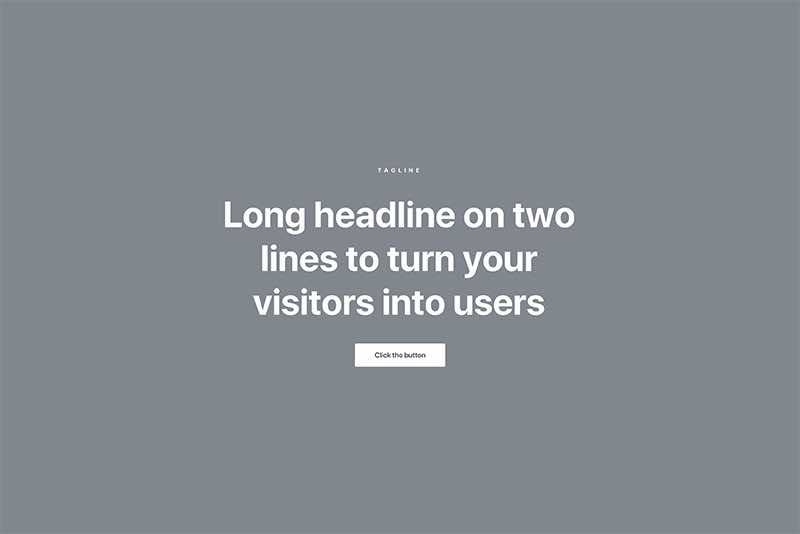 TAGLINE
Long headline on two
lines to turn your
visitors into users
Click the button